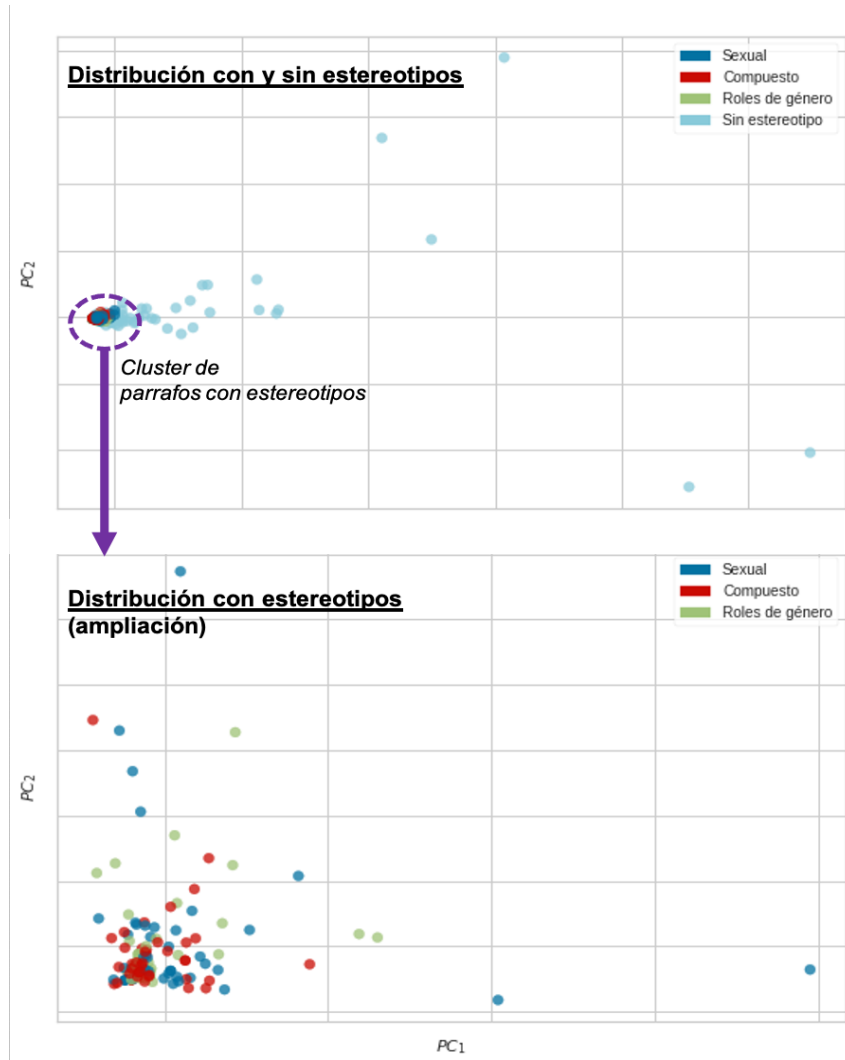 Distribución con y sin estereotipos
Sexual
Compuesto
Roles de género
Sin estereotipo
PC2
Cluster de
parrafos con estereotipos
Distribución con estereotipos
(ampliación)
Sexual
Compuesto
Roles de género
PC2
PC1